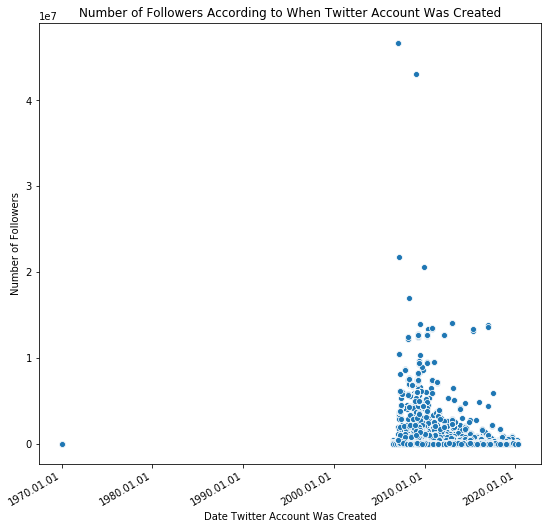 Number of Followers According to When Twitter Account Was Created
1e7
4
3
2
1
0
Number of Followers
1970.01.01
1980.01.01
1990.01.01
2000.01.01
2010.01.01
2020.01.01
Date Twitter Account Was Created